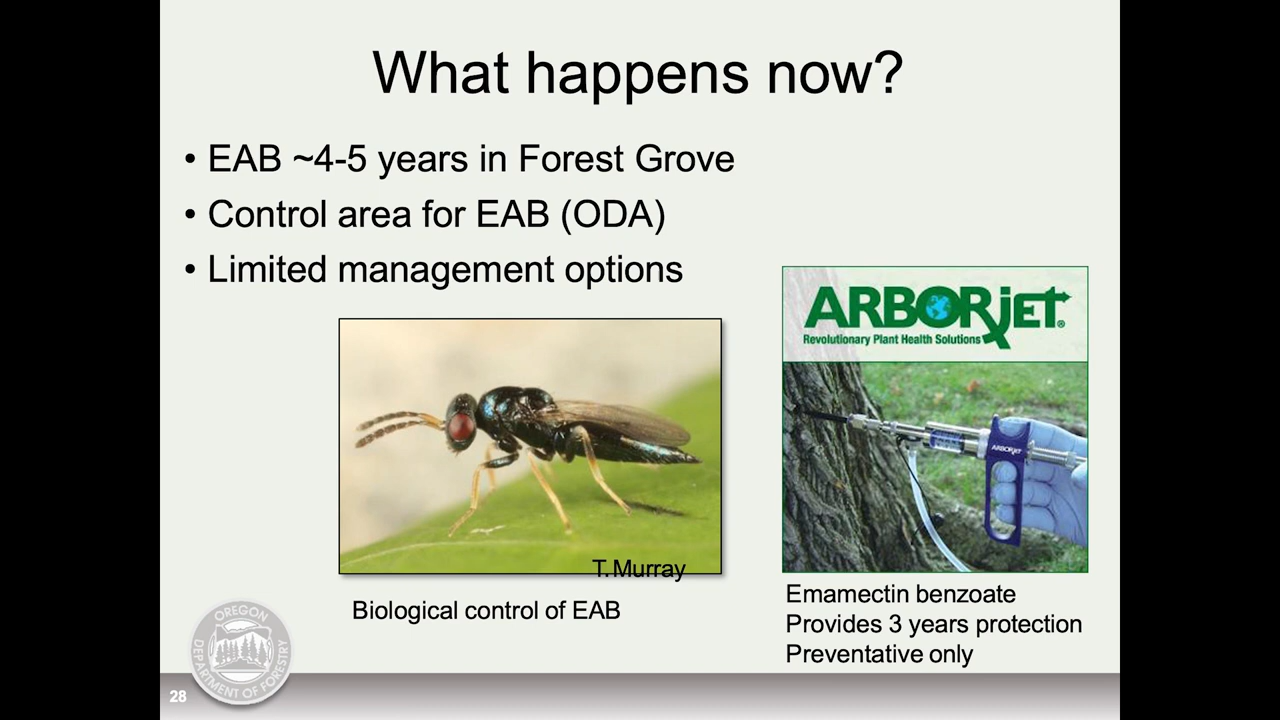 What happens now?
• EAB ~4-5 years in Forest Grove
• Control area for EAB (ODA)
• Limited management options
ARBORjET®
Revolutionary Plant Health Solutions
ARBORjET
T. Murray
Biological control of EAB
Emamectin benzoate
Provides 3 years protection
Preventative only
OREGON
DEPARTMENT OF FORESTRY
28